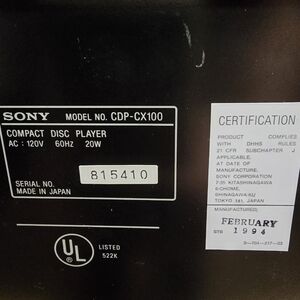 SONY MODEL NO. CDP-CX100
COMPACT DISC PLAYER
AC : 120V 60HZ 20W
SERIAL NO.
MADE IN JAPAN
815410
UL
LISTED
522K
CERTIFICATION
PRODUCT COMPLIES
WITH DHHS RULES
21 CFR SUBCHAPTER J
APPLICABLE,
AT DATE OF
MANUFACTURE.
SONY CORPORATION
7-35 KITASHINAGAWA
6-CHOME,
SHINAGAWA-KU
TOKYO 141, JAPAN
MANUFACTURED:
FEBRUARY
1994